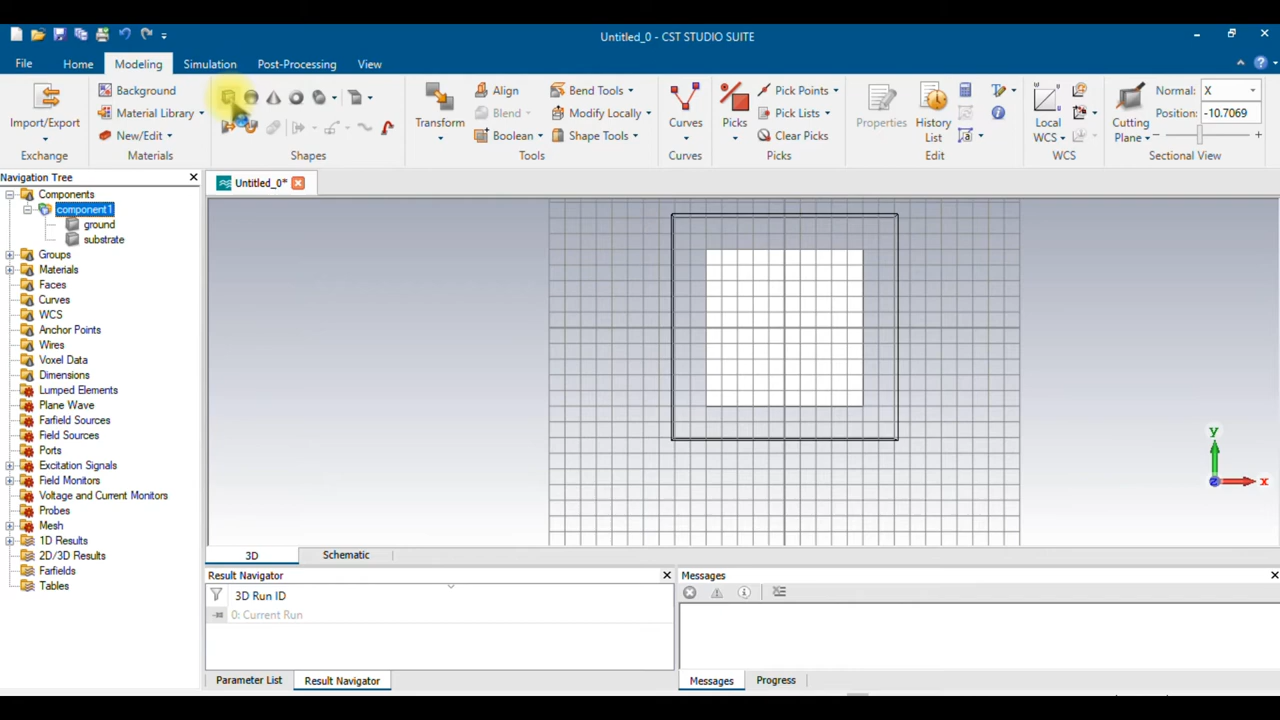 Untitled_0 - CST STUDIO SUITE
File Home Modeling Simulation Post-Processing View
Import/Export
Exchange
Background
Material Library
New/Edit
Materials
Shapes
Transform
Align
Blend
Boolean
Bend Tools
Modify Locally
Shape Tools
Tools
Curves
Curves
Picks
Pick Points
Pick Lists
Clear Picks
Picks
Properties
History List
Edit
Local WCS
WCS
Cutting Plane
Normal: X
Position: -10.7069
Sectional View
Navigation Tree
Components
component1
ground
substrate
Groups
Materials
Faces
Curves
WCS
Anchor Points
Wires
Voxel Data
Dimensions
Lumped Elements
Plane Wave
Farfield Sources
Field Sources
Ports
Excitation Signals
Field Monitors
Voltage and Current Monitors
Probes
Mesh
1D Results
2D/3D Results
Farfields
Tables
Untitled_0*
y
x
z
3D Schematic
Result Navigator
3D Run ID
0: Current Run
Parameter List Result Navigator
Messages
Messages Progress